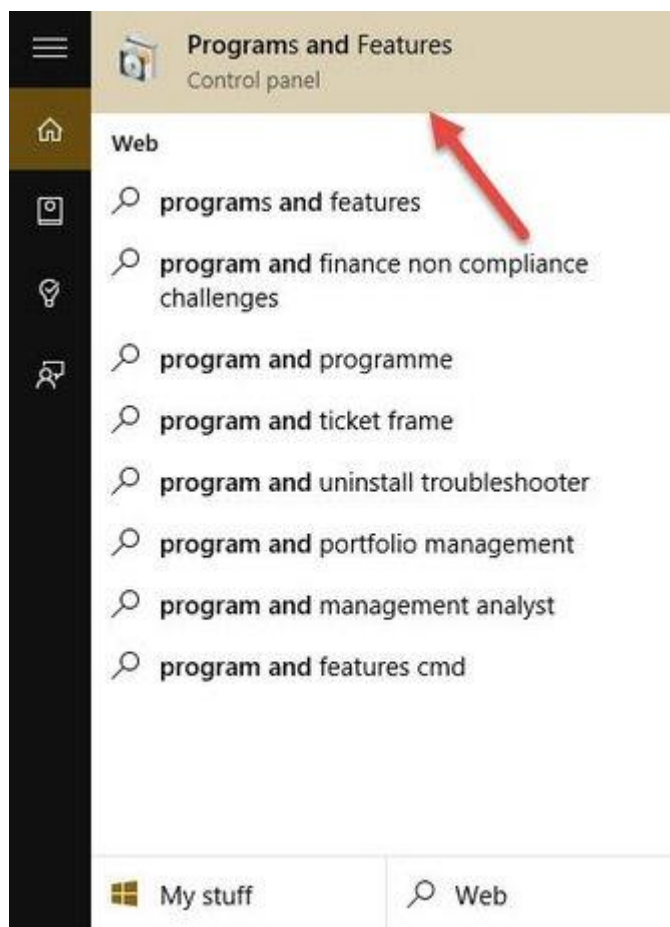 Programs and Features
Control panel
Web
programs and features
program and finance non compliance
challenges
program and programme
program and ticket frame
program and uninstall troubleshooter
program and portfolio management
program and management analyst
program and features cmd
My stuff
Web